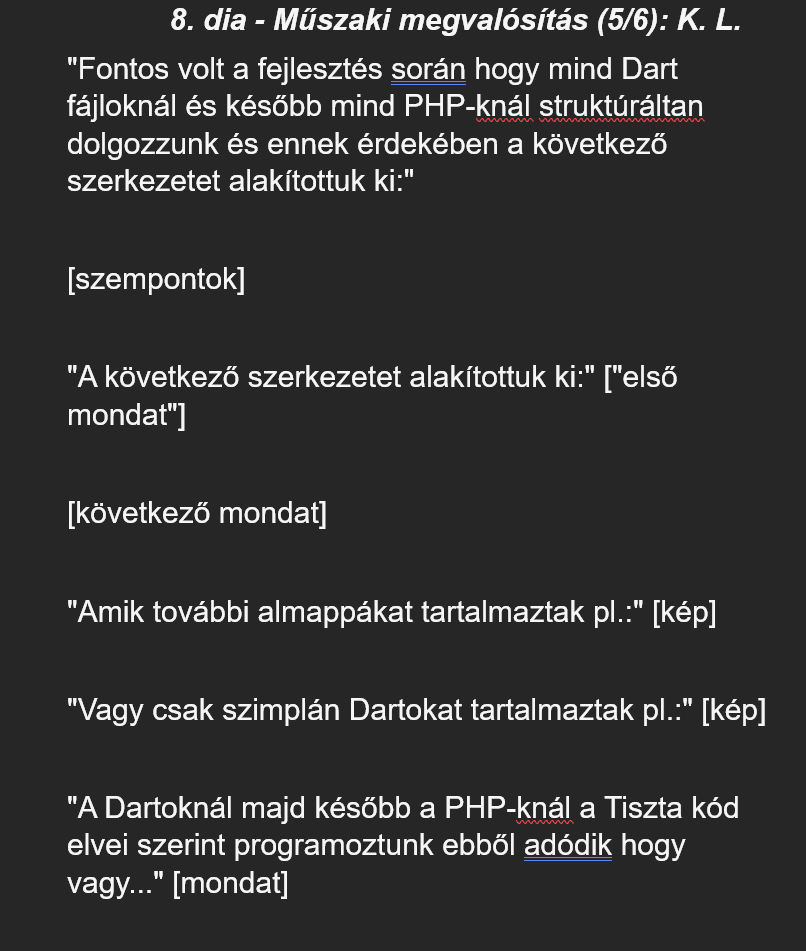 8. dia - Műszaki megvalósítás (5/6): K. L.
"Fontos volt a fejlesztés során hogy mind Dart
fájloknál és később mind PHP-knál struktúráltan
dolgozzunk és ennek érdekében a következő
szerkezetet alakítottuk ki:"
[szempontok]
"A következő szerkezetet alakítottuk ki:" ["első
mondat"]
[következő mondat]
"Amik további almappákat tartalmaztak pl.:" [kép]
"Vagy csak szimplán Dartokat tartalmaztak pl.:" [kép]
"A Dartoknál majd később a PHP-knál a Tiszta kód
elvei szerint programoztunk ebből adódik hogy
vagy..." [mondat]